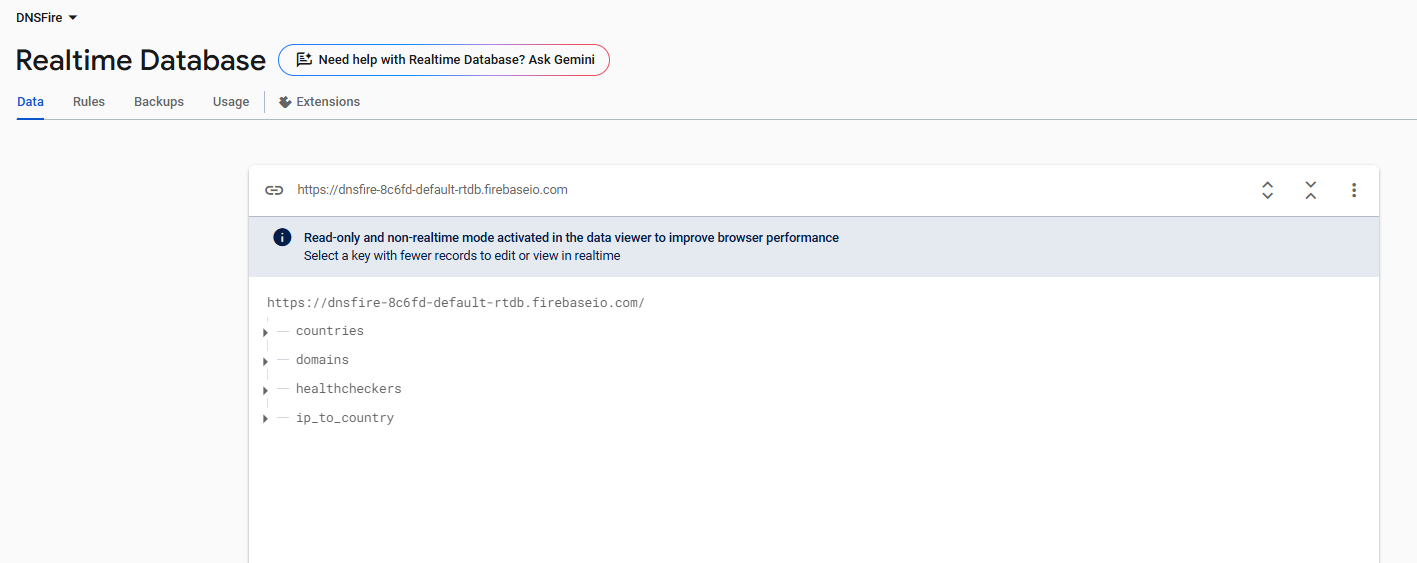 DNSFire
Realtime Database
Need help with Realtime Database? Ask Gemini
Data Rules Backups Usage Extensions
https://dnsfire-8c6fd-default-rtdb.firebaseio.com
Read-only and non-realtime mode activated in the data viewer to improve browser performance
Select a key with fewer records to edit or view in realtime
https://dnsfire-8c6fd-default-rtdb.firebaseio.com/
countries
domains
healthcheckers
ip_to_country